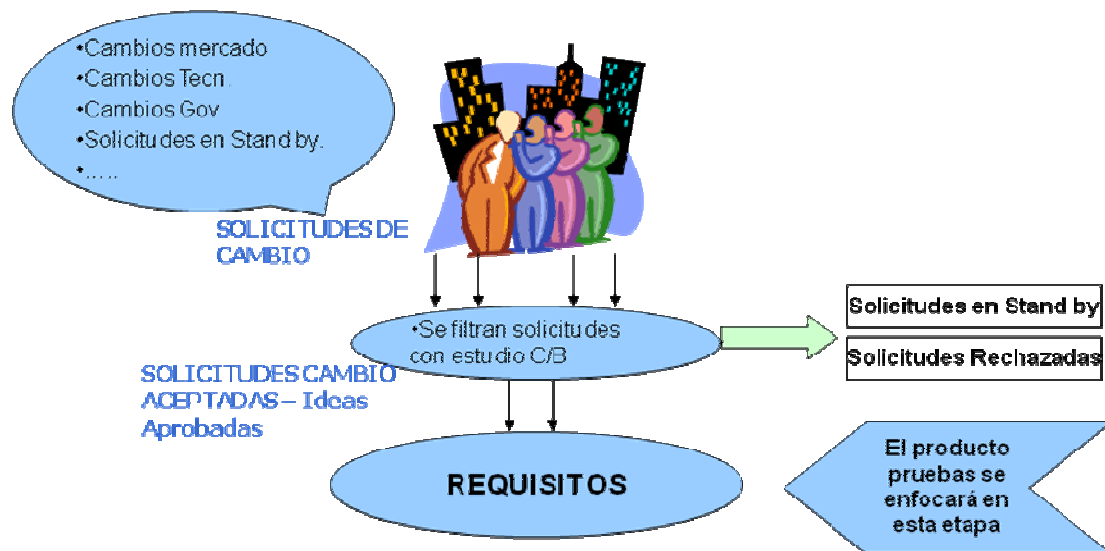 •Cambios mercado
•Cambios Tecn.
•Cambios Gov
•Solicitudes en Stand by.
•.....
SOLICITUDES DE
CAMBIO
•Se filtran solicitudes
con estudio C/B
Solicitudes en Stand by
Solicitudes Rechazadas
SOLICITUDES CAMBIO
ACEPTADAS – Ideas
Aprobadas
REQUISITOS
El producto
pruebas se
enfocará en
esta etapa